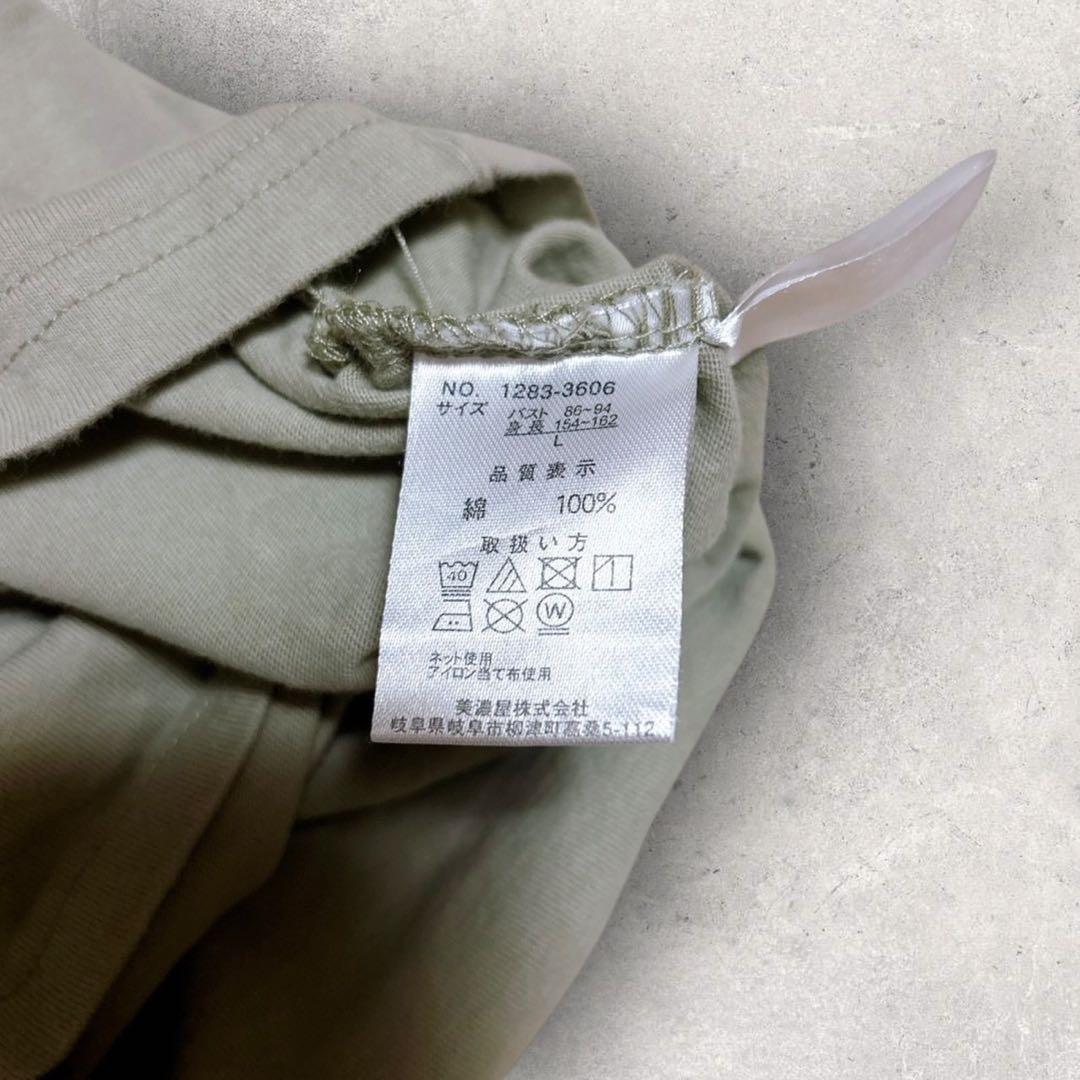 NO. 1283-3606
サイズ バスト 86~94
身長 154~162
L
品質表示
綿 100%
取扱い方
40
W
ネット使用
アイロン当て布使用
美濃屋株式会社
岐阜県岐阜市柳津町高桑5-112